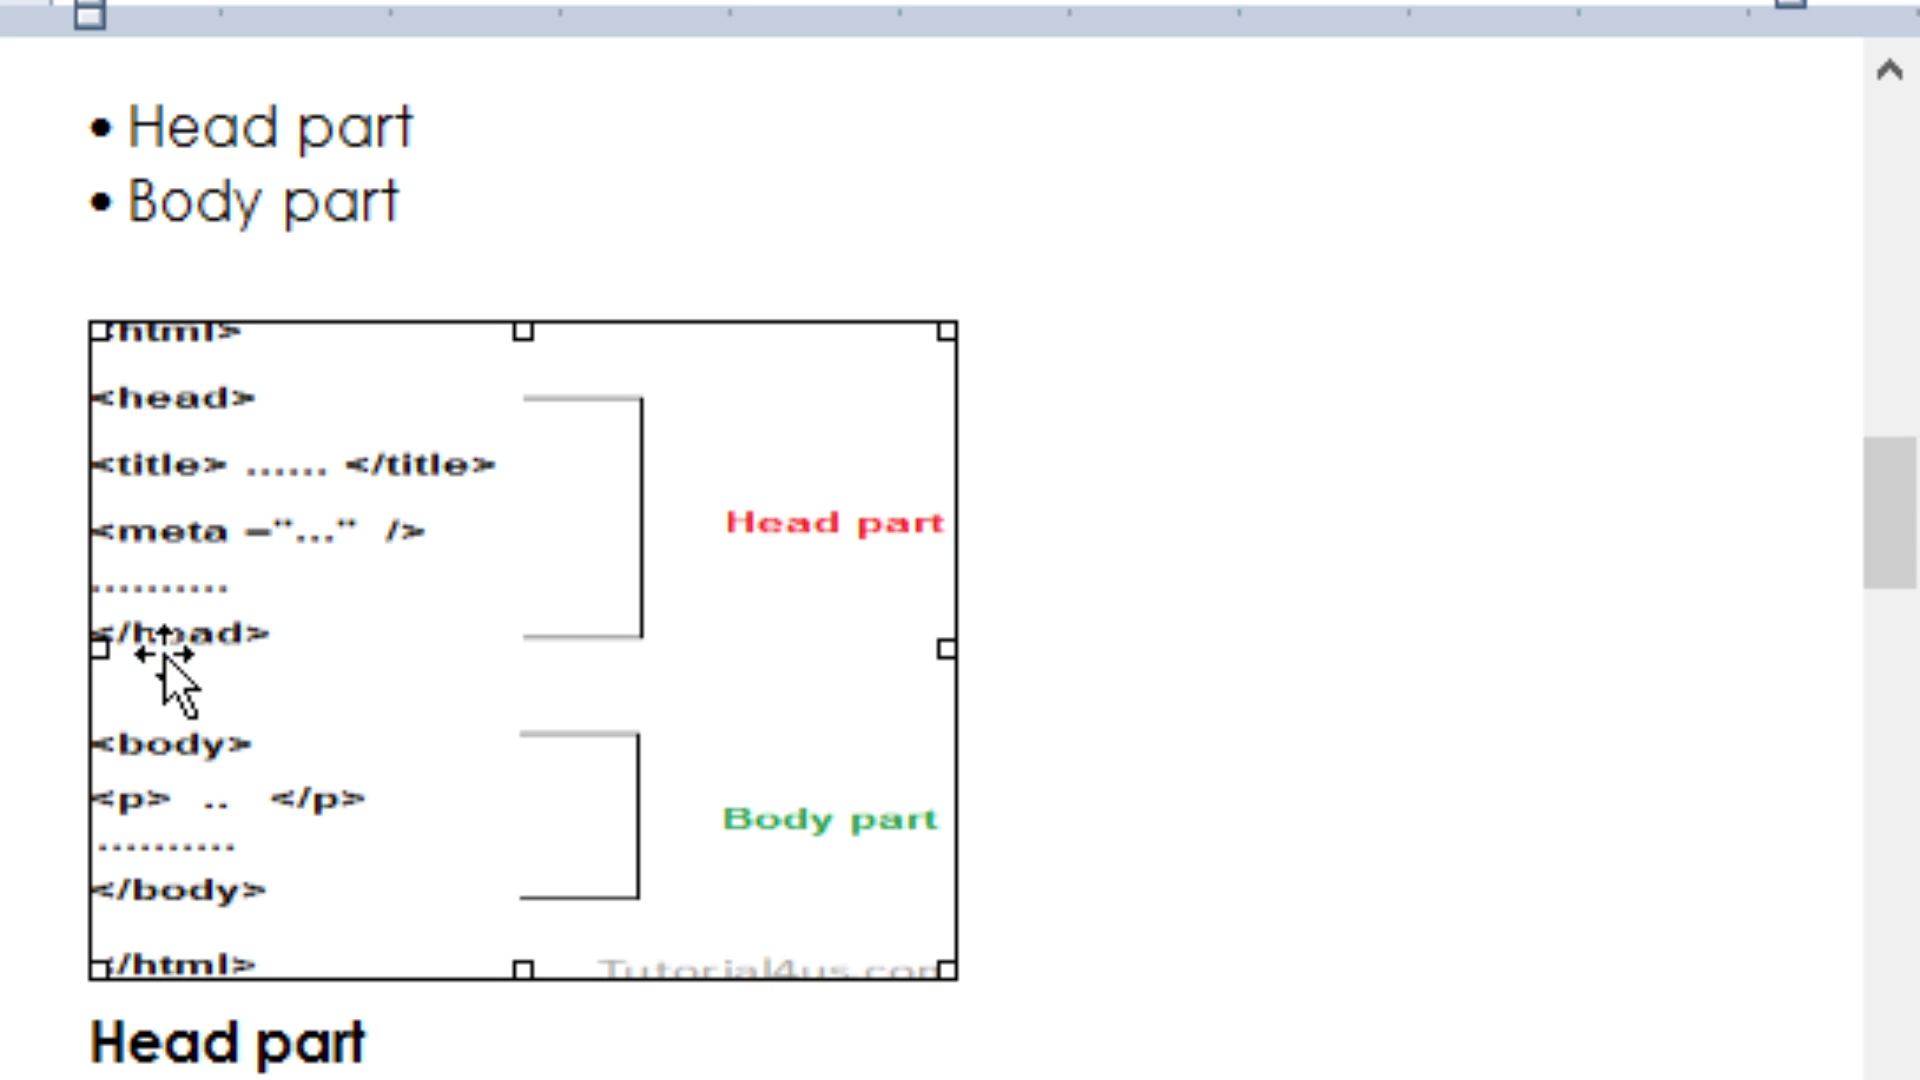 • Head part
• Body part
<html>
<head>
<title> ...... </title>
<meta –"..." />
..........
</head>
Head part
<body>
<p> .. </p>
..........
</body>
Body part
</html>
Tutorial4us.com
Head part